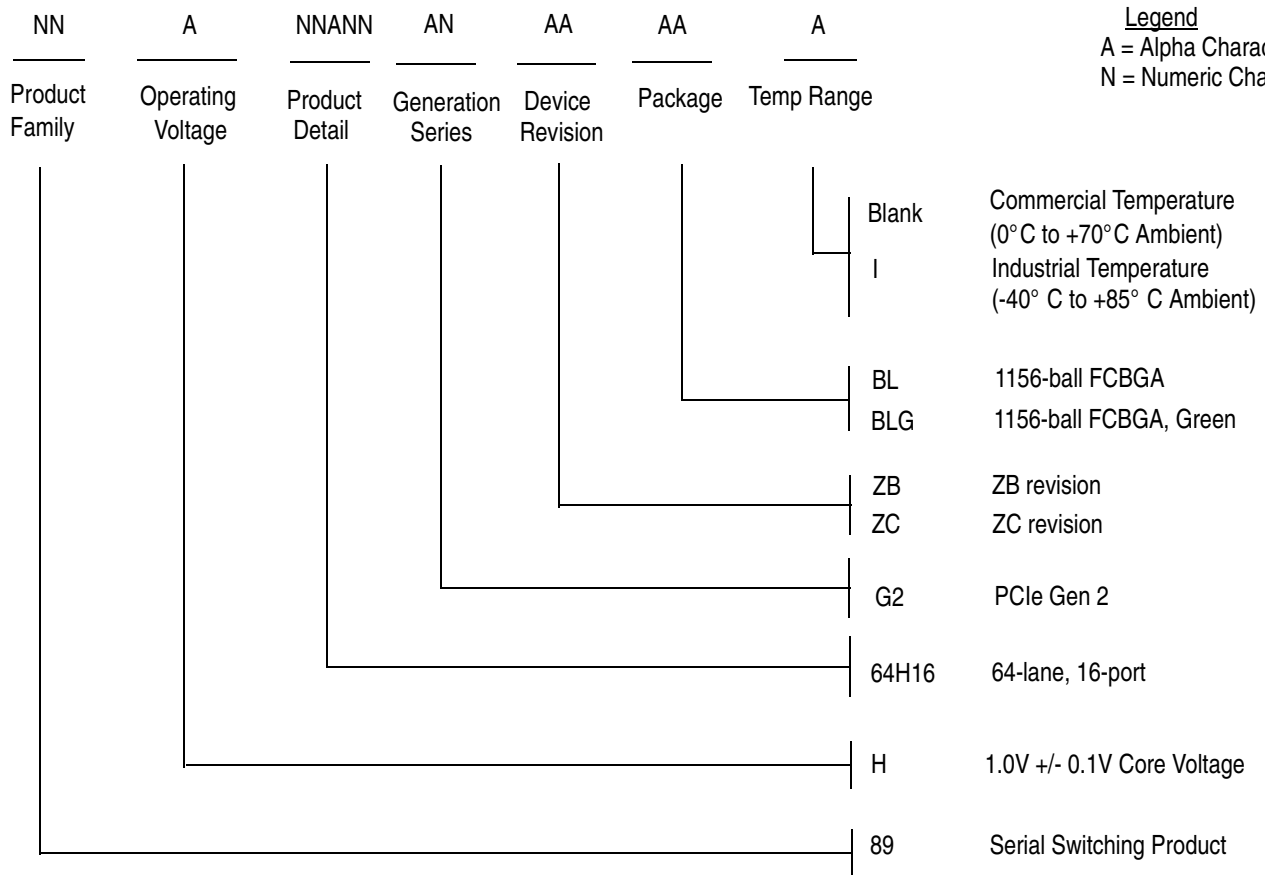 NN A NNANN AN AA AA A
Legend
A = Alpha
N = Numeric
Product Family
Operating Voltage
Product Detail
Generation Series
Device Revision
Package
Temp Range
Blank Commercial Temperature
(0°C to +70°C Ambient)
I Industrial Temperature
(-40° C to +85° C Ambient)
BL 1156-ball FCBGA
BLG 1156-ball FCBGA, Green
ZB ZB revision
ZC ZC revision
G2 PCIe Gen 2
64H16 64-lane, 16-port
H 1.0V +/- 0.1V Core Voltage
89 Serial Switching Product